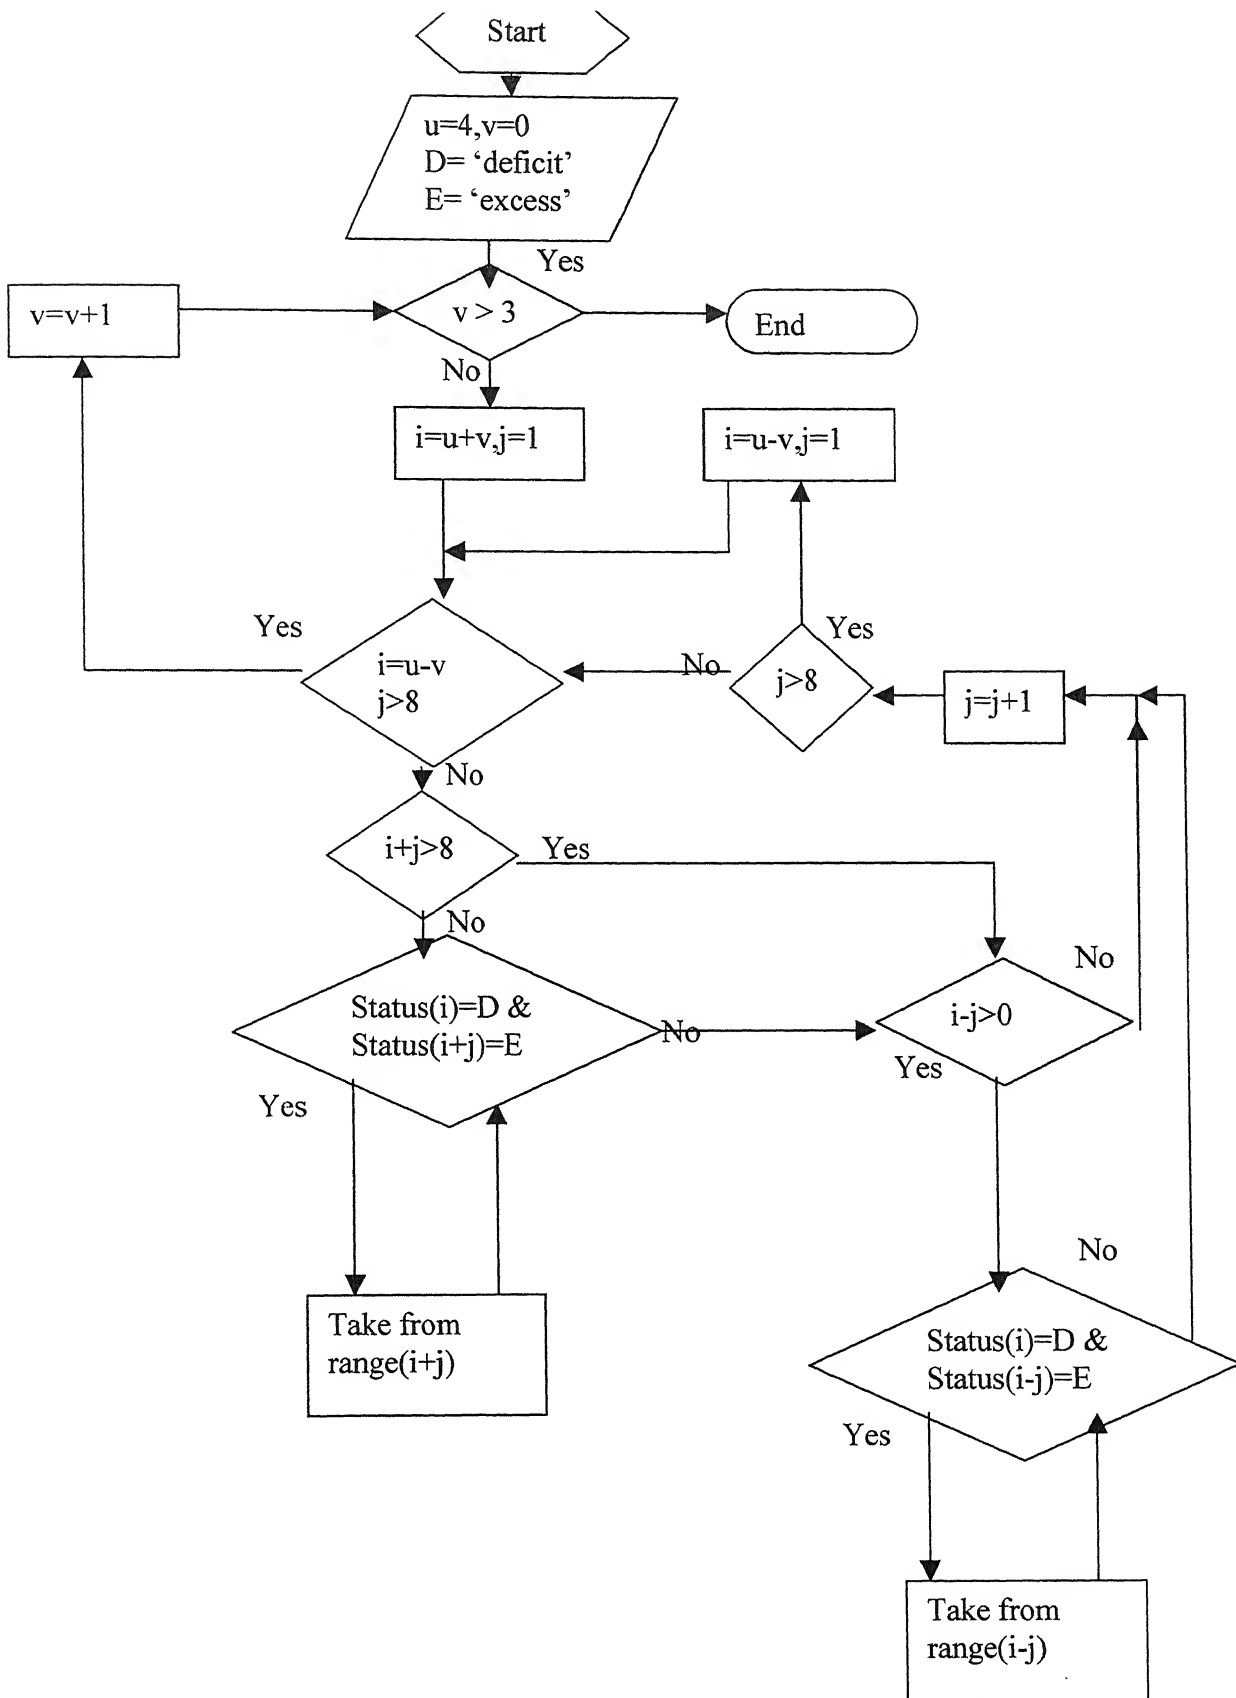 Start
u=4,v=0
D= ‘deficit’
E= ‘excess’
Yes
v=v+1
v > 3
End
No
i=u+v,j=1
i=u-v,j=1
Yes
i=u-v
j>8
No
j>8
Yes
j=j+1
No
i+j>8
Yes
No
Status(i)=D &
Status(i+j)=E
No
i-j>0
No
Yes
Yes
Take from
range(i+j)
No
Status(i)=D &
Status(i-j)=E
Yes
Take from
range(i-j)